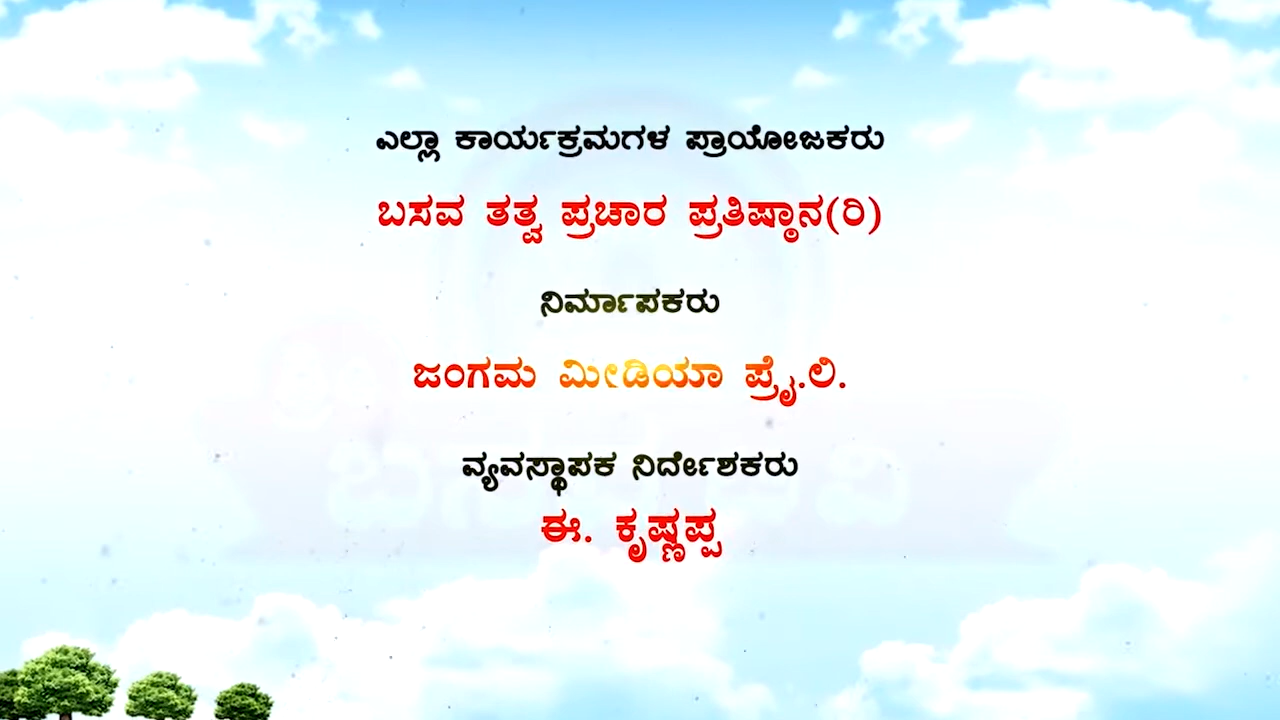 ಎಲ್ಲಾ ಕಾರ್ಯಕ್ರಮಗಳ ಪ್ರಾಯೋಜಕರು
ಬಸವ ತತ್ವ ಪ್ರಚಾರ ಪ್ರತಿಷ್ಠಾನ(ರಿ)
ನಿರ್ಮಾಪಕರು
ಜಂಗಮ ಮೀಡಿಯಾ ಪ್ರೈ.ಲಿ.
ವ್ಯವಸ್ಥಾಪಕ ನಿರ್ದೇಶಕರು
ಈ. ಕೃಷ್ಣಪ್ಪ